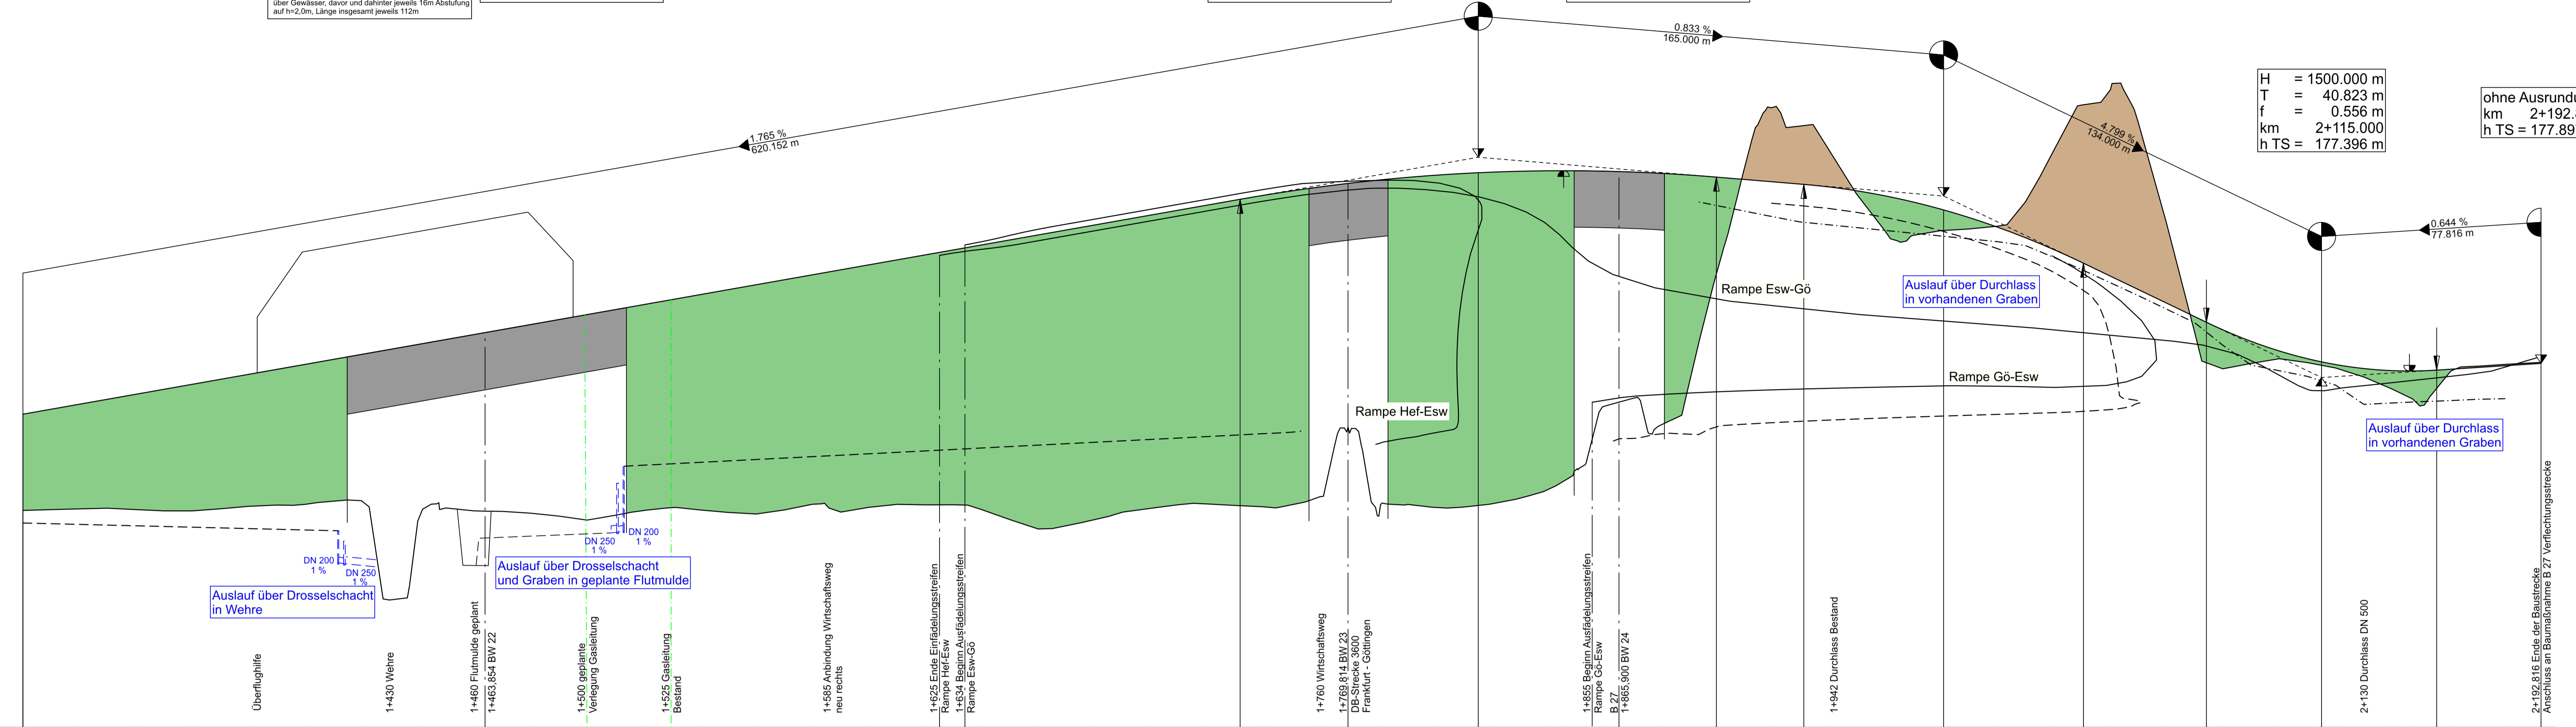 über Gewässer, davor und dahinter jeweils 16m Abstufung
auf h=2,0m, Länge insgesamt jeweils 112m
0.833 %
165.000 m
1.765 %
620.152 m
4.799 %
134.000 m
H = 1500.000 m
T = 40.823 m
f = 0.556 m
km 2+115.000
h TS = 177.396 m
ohne
km 2+192.
h TS = 177.89
0.644 %
77.816 m
Auslauf über Durchlass
in vorhandenen Graben
Rampe Esw-Gö
Rampe Gö-Esw
Rampe Hef-Esw
Auslauf über Durchlass
in vorhandenen Graben
DN 200
1 %
DN 250
1 %
DN 250
1 %
DN 200
1 %
Auslauf über Drosselschacht
in Wehre
Auslauf über Drosselschacht
und Graben in geplante Flutmulde
Überflughilfe
1+430 Wehre
1+460 Flutmulde geplant
1+463,854 BW 22
1+500 geplante
Verlegung Gasleitung
1+525 Gasleitung
Bestand
1+585 Anbindung Wirtschaftsweg
neu rechts
1+625 Ende Einfädelungsstreifen
Rampe Hef-Esw
1+634 Beginn Ausfädelungsstreifen
Rampe Esw-Gö
1+760 Wirtschaftsweg
1+769,814 BW 23
DB-Strecke 3600
Frankfurt - Göttingen
1+855 Beginn Ausfädelungsstreifen
Rampe Gö-Esw
B 27
1+865,900 BW 24
1+942 Durchlass Bestand
2+130 Durchlass DN 500
2+192,816 Ende der Baustrecke
Anschluss an Baumaßnahme B 27 Verflechtungsstrecke